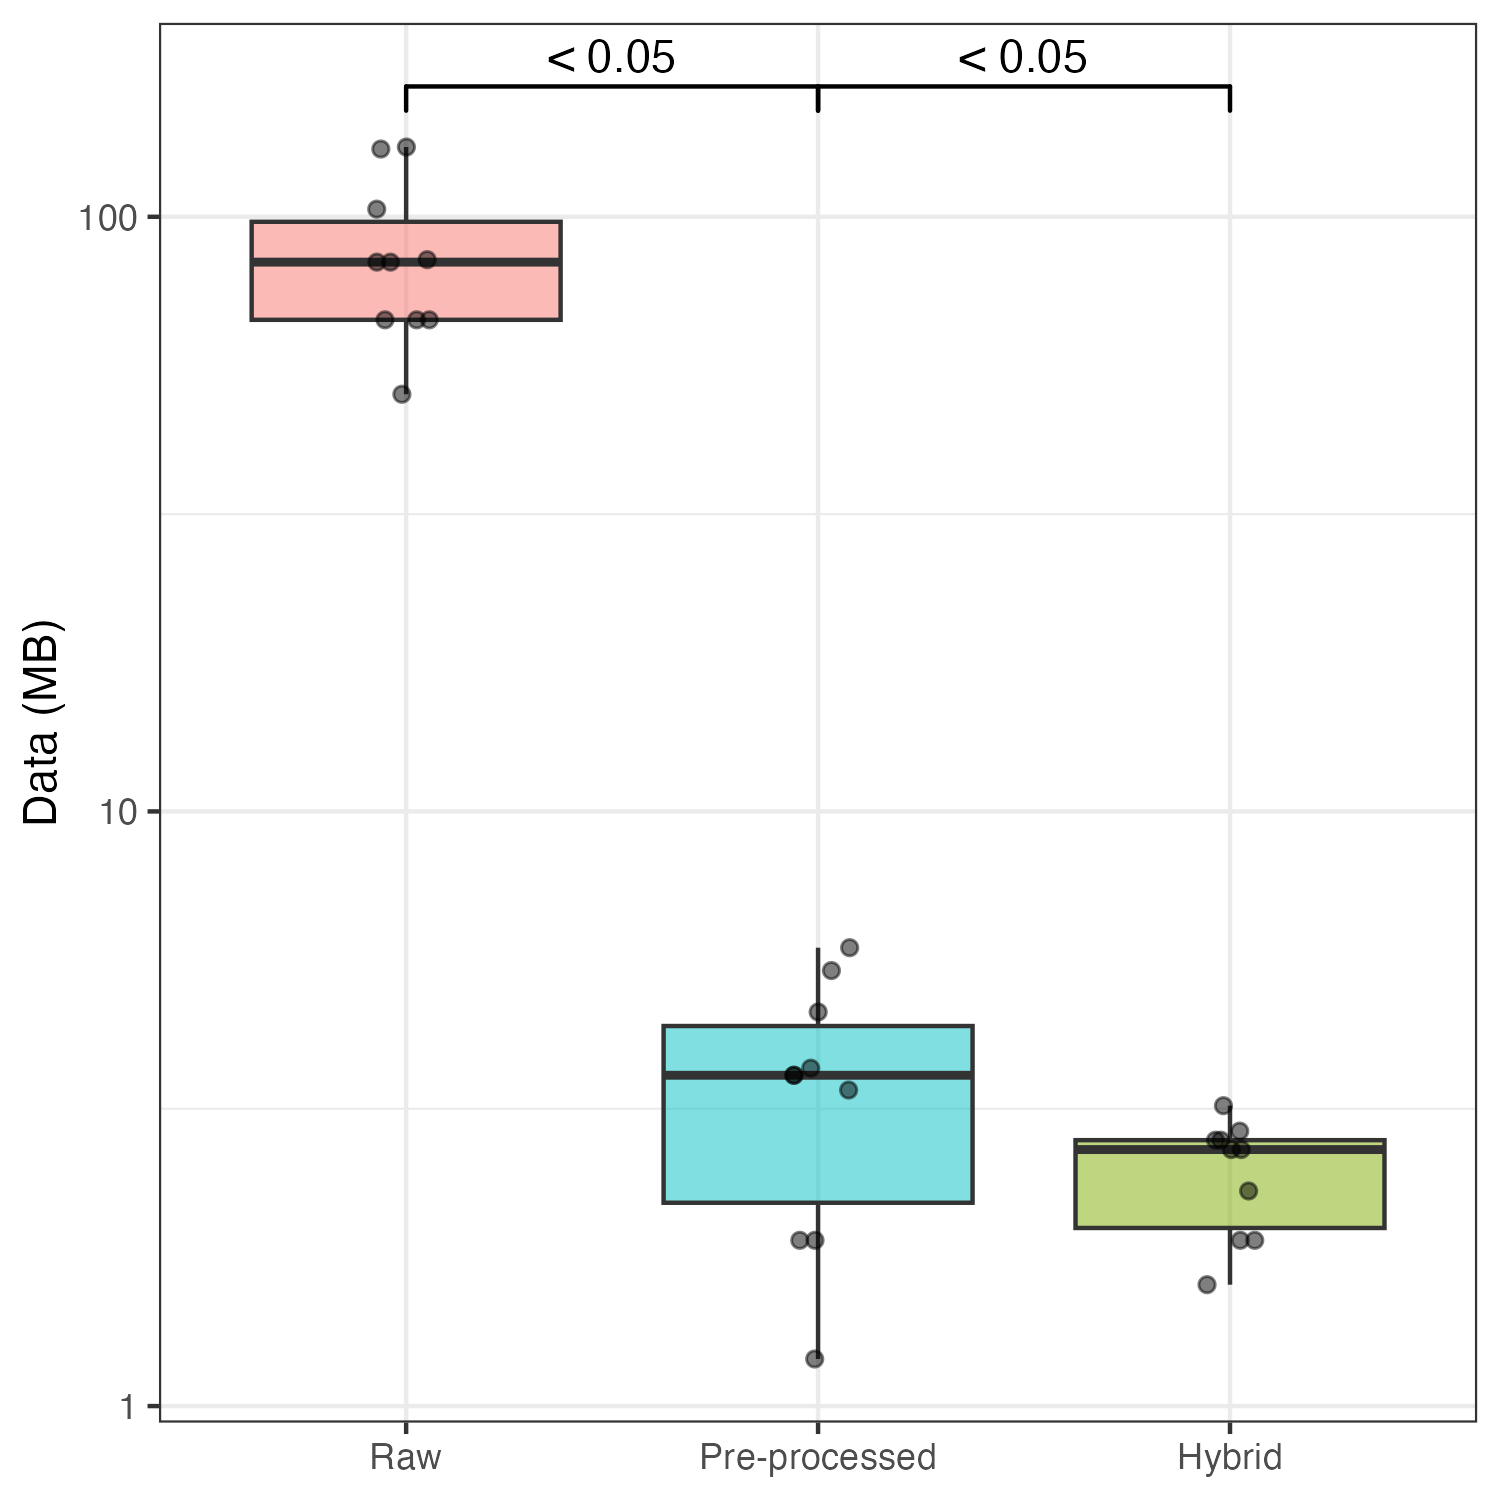 < 0.05
< 0.05
100
10
1
Data (MB)
Raw
Pre-processed
Hybrid